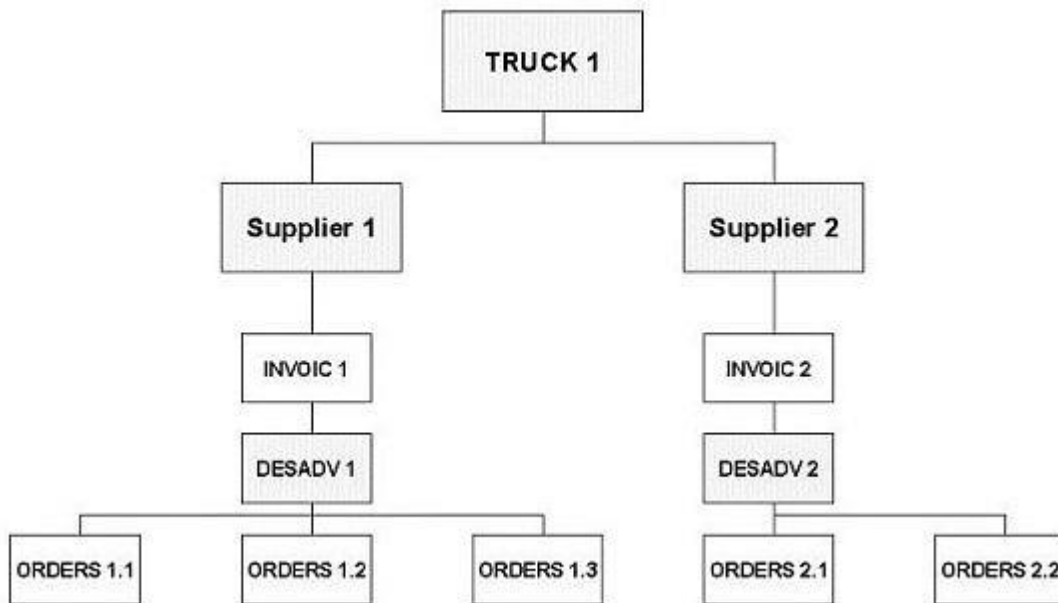 TRUCK 1
Supplier 1
Supplier 2
INVOIC 1
INVOIC 2
DESADV 1
DESADV 2
ORDERS 1.1
ORDERS 1.2
ORDERS 1.3
ORDERS 2.1
ORDERS 2.2